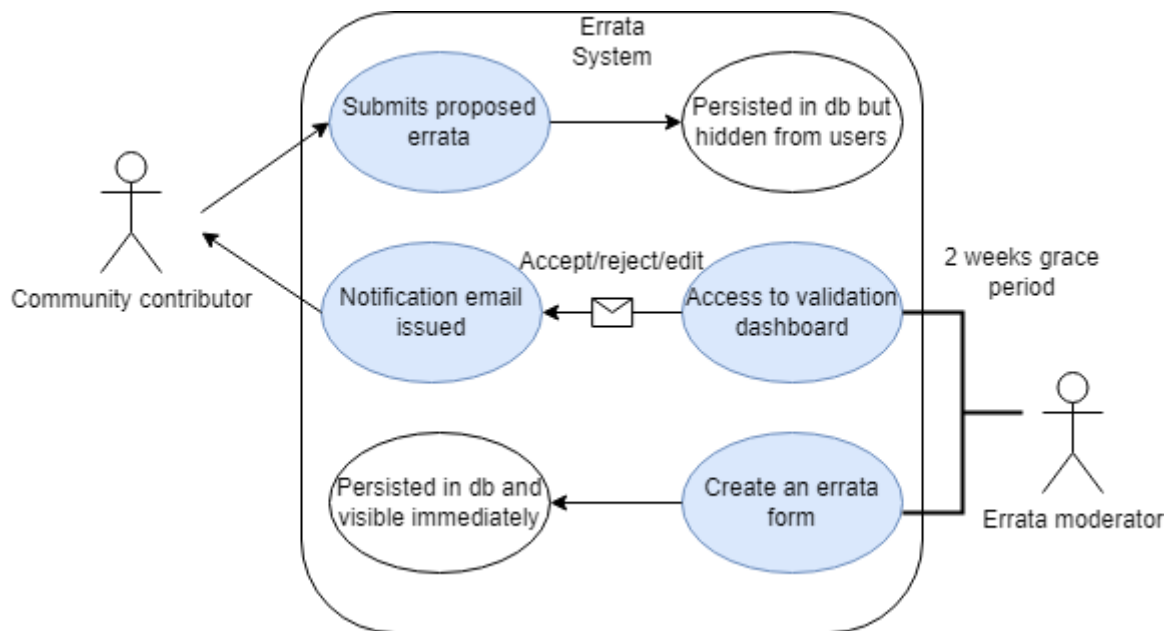 Errata
System
Submits proposed
errata
Persisted in db but
hidden from users
Community contributor
Notification email
issued
Accept/reject/edit
Access to validation
dashboard
2 weeks grace
period
Persisted in db and
visible immediately
Create an errata
form
Errata moderator